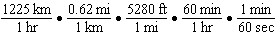 1225 km/1 hr • 0.62 mi/1 km • 5280 ft/1 mi • 60 min/1 hr • 1 min/60 sec